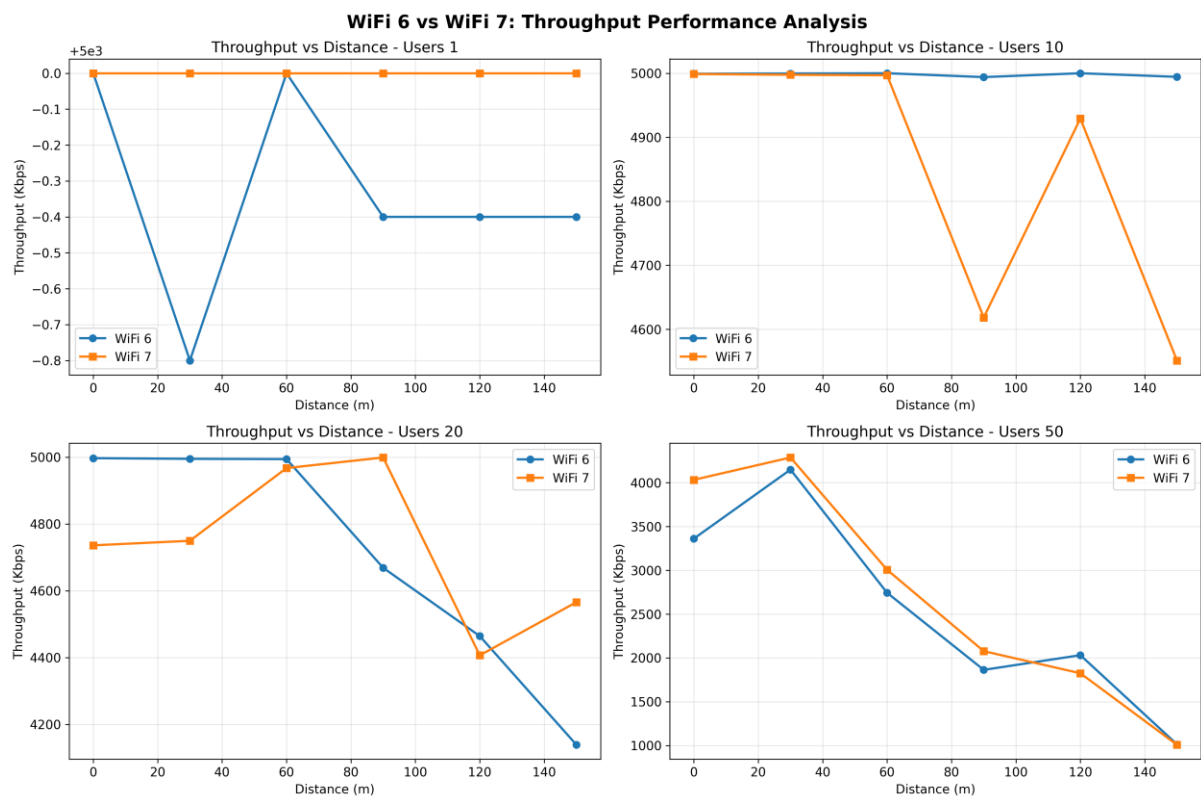 WiFi 6 vs WiFi 7: Throughput Performance Analysis
Throughput vs Distance - Users 1
+5e3
0.0
−0.1
−0.2
−0.3
−0.4
−0.5
−0.6
−0.7
−0.8
Throughput (Kbps)
WiFi 6
WiFi 7
0 20 40 60 80 100 120 140
Distance (m)
Throughput vs Distance - Users 10
5000
4900
4800
4700
4600
Throughput (Kbps)
WiFi 6
WiFi 7
0 20 40 60 80 100 120 140
Distance (m)
Throughput vs Distance - Users 20
5000
4800
4600
4400
4200
Throughput (Kbps)
WiFi 6
WiFi 7
0 20 40 60 80 100 120 140
Distance (m)
Throughput vs Distance - Users 50
4000
3500
3000
2500
2000
1500
1000
Throughput (Kbps)
WiFi 6
WiFi 7
0 20 40 60 80 100 120 140
Distance (m)